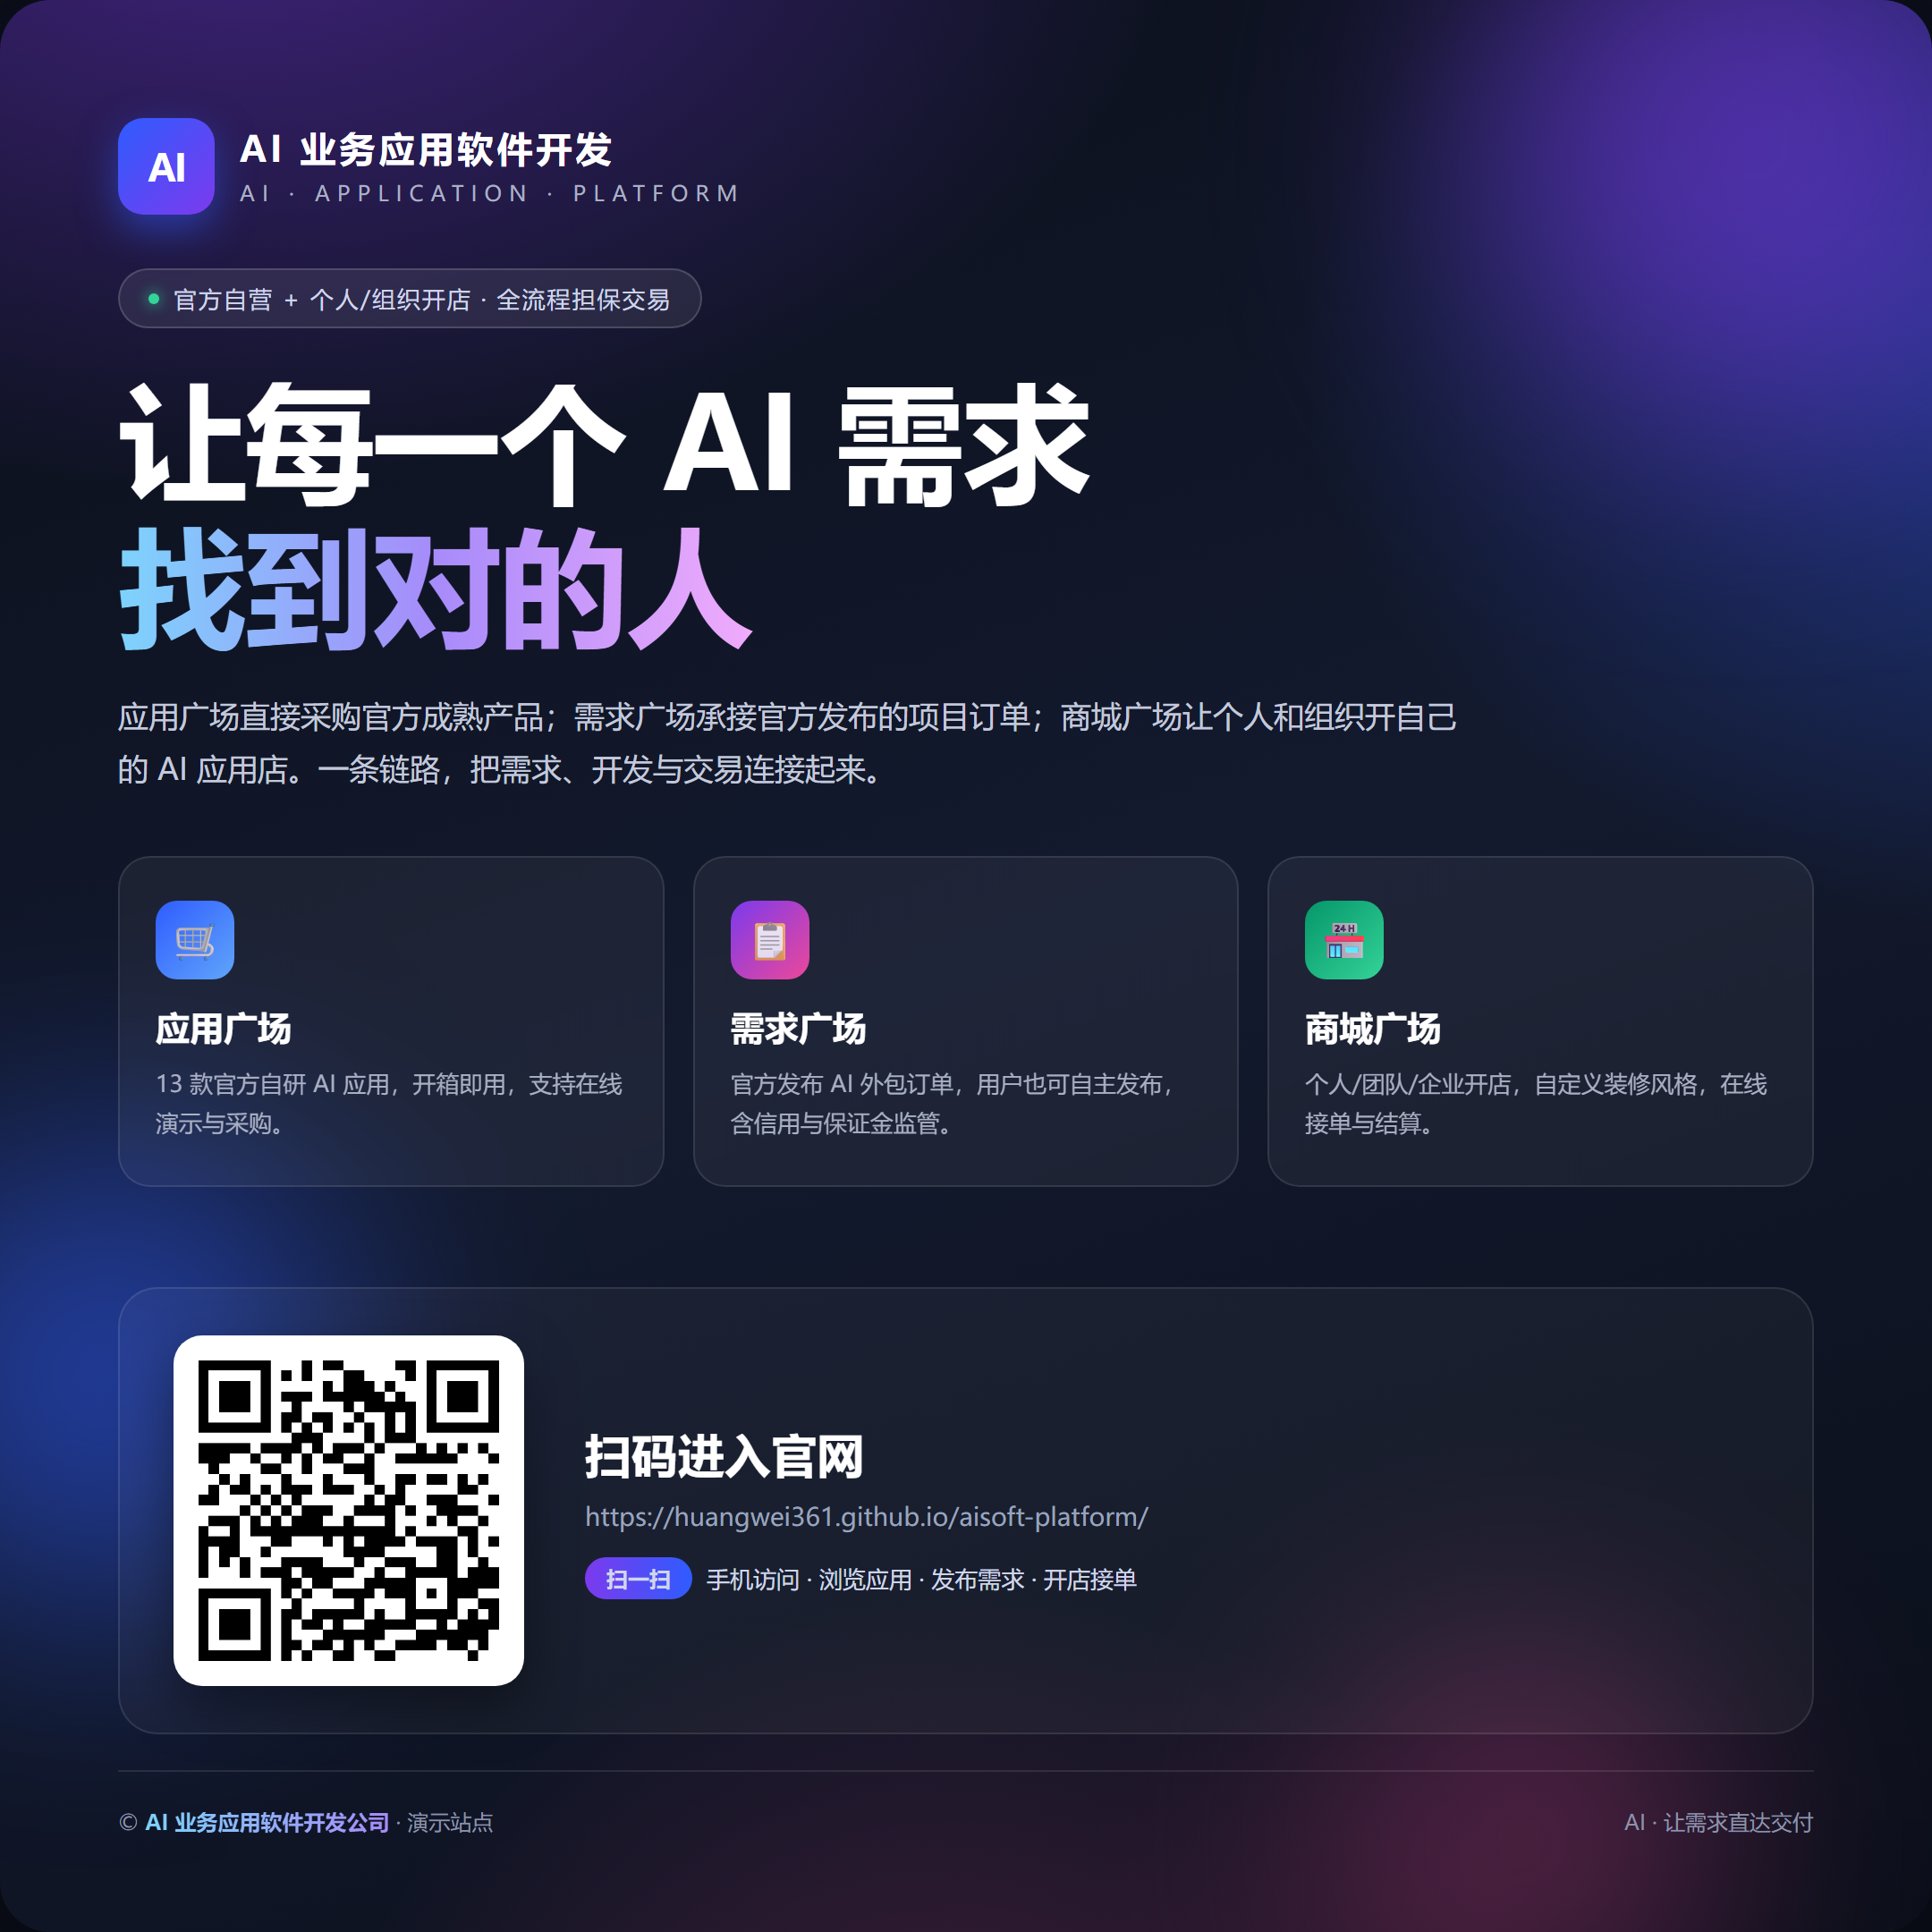 AI
AI 业务应用软件开发
AI · APPLICATION · PLATFORM
官方自营 + 个人/组织开店 · 全流程担保交易
让每一个 AI 需求
找到对的人
应用广场直接采购官方成熟产品；需求广场承接官方发布的项目订单；商城广场让个人和组织开自己
的 AI 应用店。一条链路，把需求、开发与交易连接起来。
应用广场
13 款官方自研 AI 应用，开箱即用，支持在线
演示与采购。
需求广场
官方发布 AI 外包订单，用户也可自主发布，
含信用与保证金监管。
24 H
商城广场
个人/团队/企业开店，自定义装修风格，在线
接单与结算。
扫码进入官网
https://huangwei361.github.io/aisoft-platform/
扫一扫 手机访问 · 浏览应用 · 发布需求 · 开店接单
© AI 业务应用软件开发公司 · 演示站点
AI · 让需求直达交付